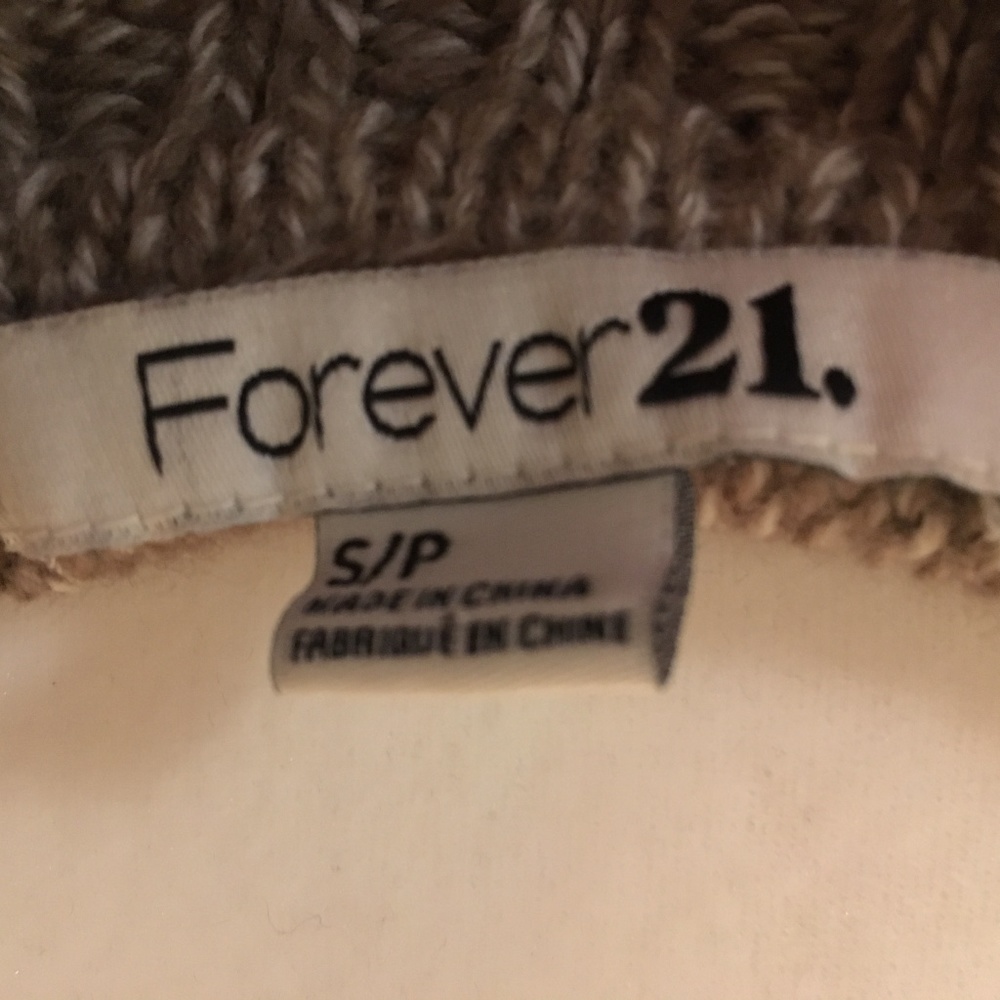 Forever21.
S/P
MADE IN CHINA
FABRIQUÉ EN CHINE